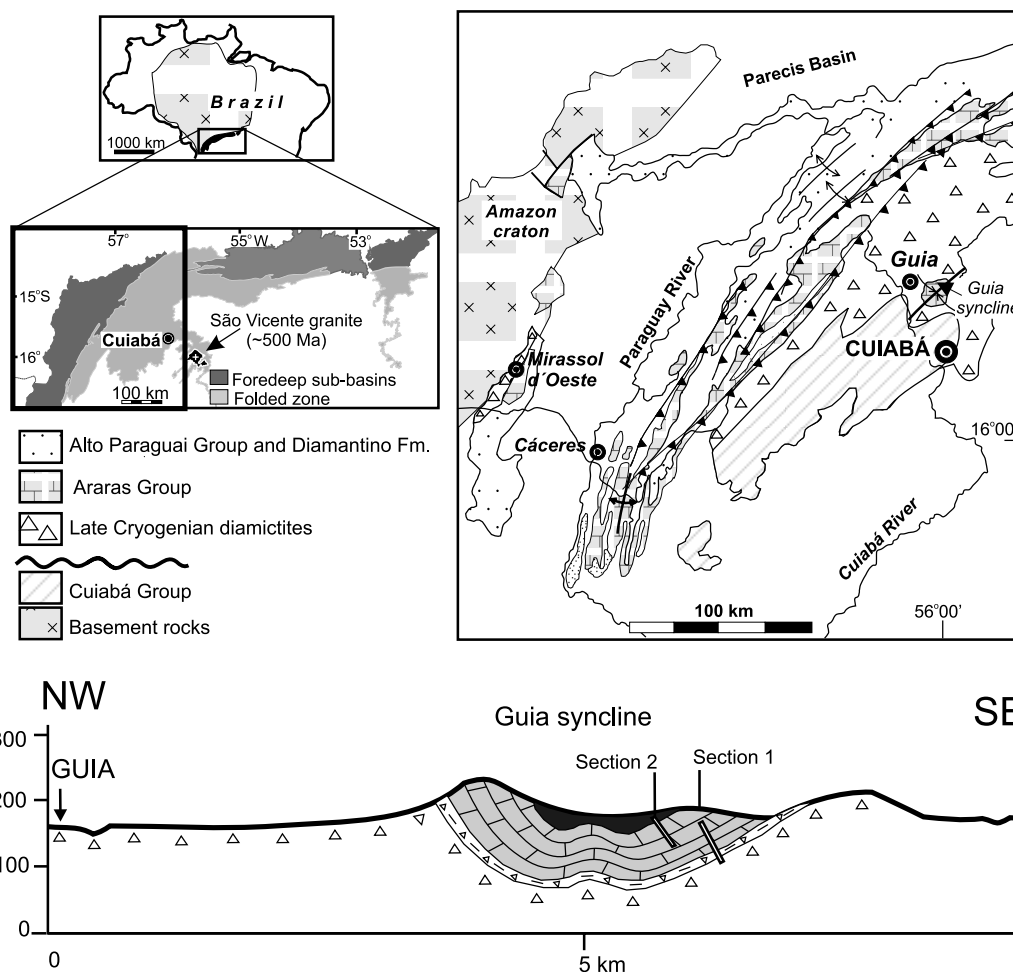 Brazil
1000 km
57°
55°W
53°
15°S
16°
Cuiabá
São Vicente granite
(~500 Ma)
Foredeep sub-basins
Folded zone
100 km
Alto Paraguai Group and Diamantino Fm.
Araras Group
Late Cryogenian diamictites
Cuiabá Group
Basement rocks
Parecis Basin
Amazon
craton
Paraguay River
Guia
Guia
syncline
CUIABÁ
Mirassol
d´Oeste
Cáceres
16°00
Cuiabá River
100 km
56°00'
NW
Guia syncline
SE
300
GUIA
Section 2
Section 1
200
100
0
0
5 km